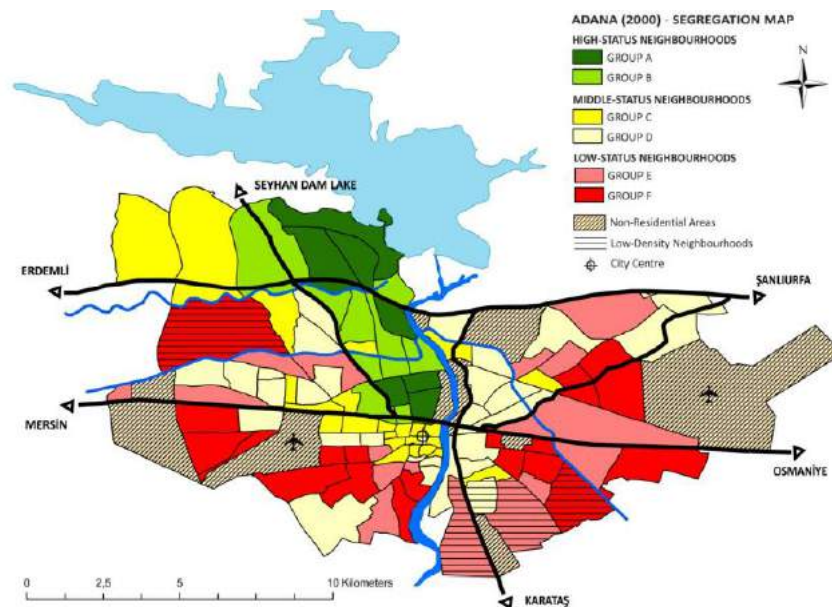 ADANA (2000) - SEGREGATION MAP
HIGH-STATUS NEIGHBOURHOODS
GROUP A
GROUP B
MIDDLE-STATUS NEIGHBOURHOODS
GROUP C
GROUP D
LOW-STATUS NEIGHBOURHOODS
GROUP E
GROUP F
Non-Residential Areas
Low-Density Neighbourhoods
City Centre
N
SEYHAN DAM LAKE
ERDEMLİ
ŞANLIURFA
MERSİN
OSMANİYE
KARATAŞ
0 2,5 5 10 Kilometers